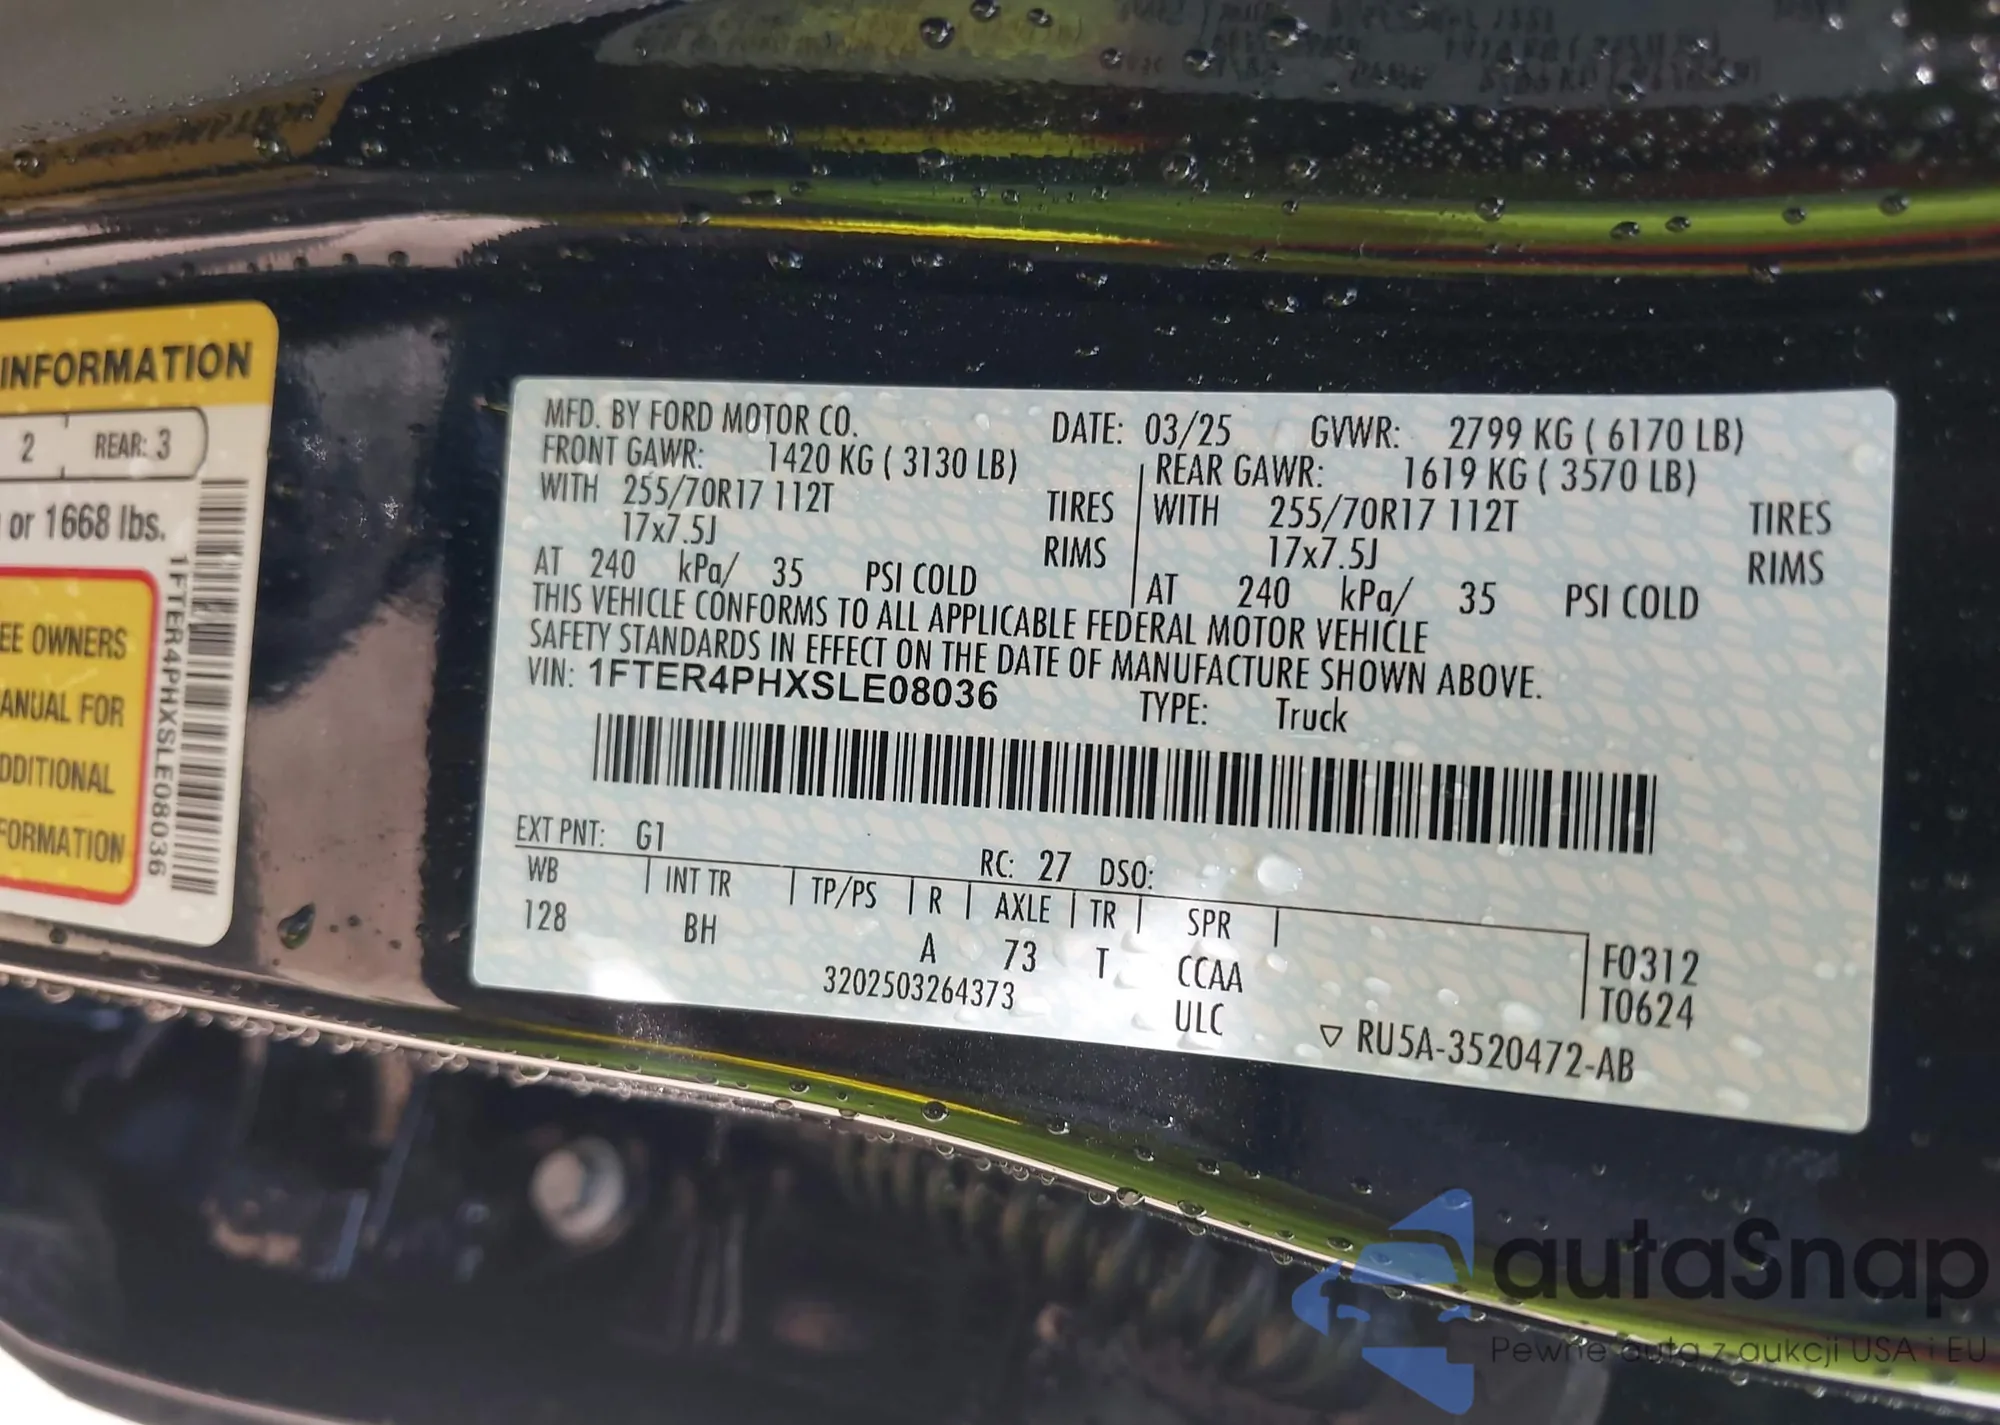 INFORMATION
2 REAR: 3
or 1668 lbs.
EE OWNERS
ANUAL FOR
DDITIONAL
FORMATION
1FTER4PHXSLE08036
MFD. BY FORD MOTOR CO. DATE: 03/25 GVWR: 2799 KG ( 6170 LB)
FRONT GAWR: 1420 KG ( 3130 LB) REAR GAWR: 1619 KG ( 3570 LB)
WITH 255/70R17 112T TIRES WITH 255/70R17 112T TIRES
17x7.5J RIMS 17x7.5J RIMS
AT 240 kPa/ 35 PSI COLD AT 240 kPa/ 35 PSI COLD
THIS VEHICLE CONFORMS TO ALL APPLICABLE FEDERAL MOTOR VEHICLE
SAFETY STANDARDS IN EFFECT ON THE DATE OF MANUFACTURE SHOWN ABOVE.
VIN: 1FTER4PHXSLE08036 TYPE: Truck
EXT PNT: G1 RC: 27 DSO:
WB INT TR TP/PS R AXLE TR SPR
128 BH A 73 T CCAA F0312
3202503264373 ULC T0624
▽ RU5A-3520472-AB
autaSnap
Pewne auta z aukcji USA i EU